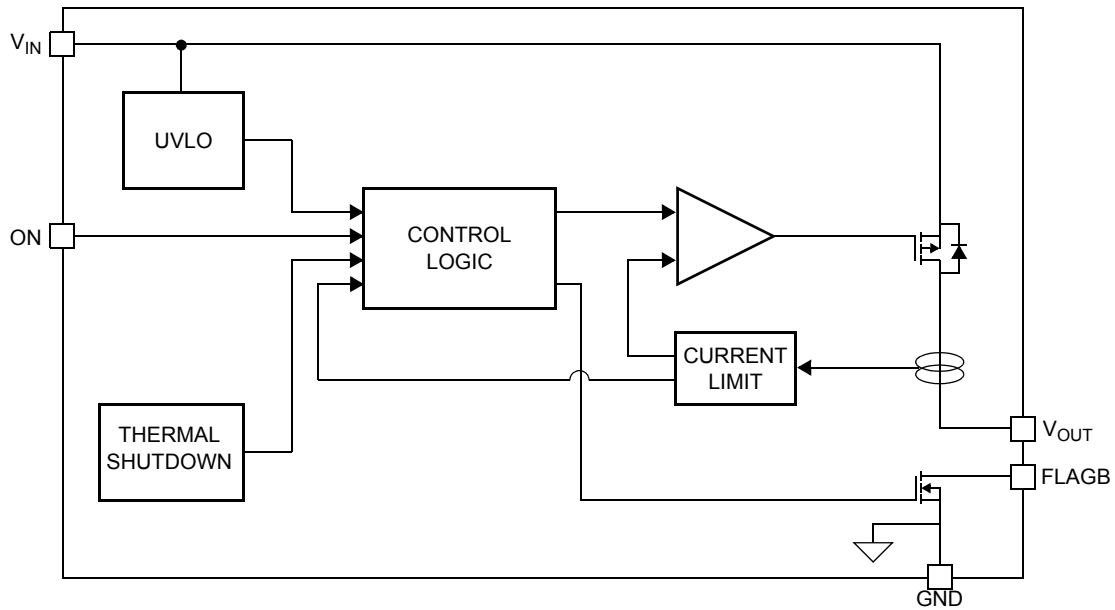 VIN
UVLO
ON
CONTROL
LOGIC
CURRENT
LIMIT
THERMAL
SHUTDOWN
VOUT
FLAGB
GND